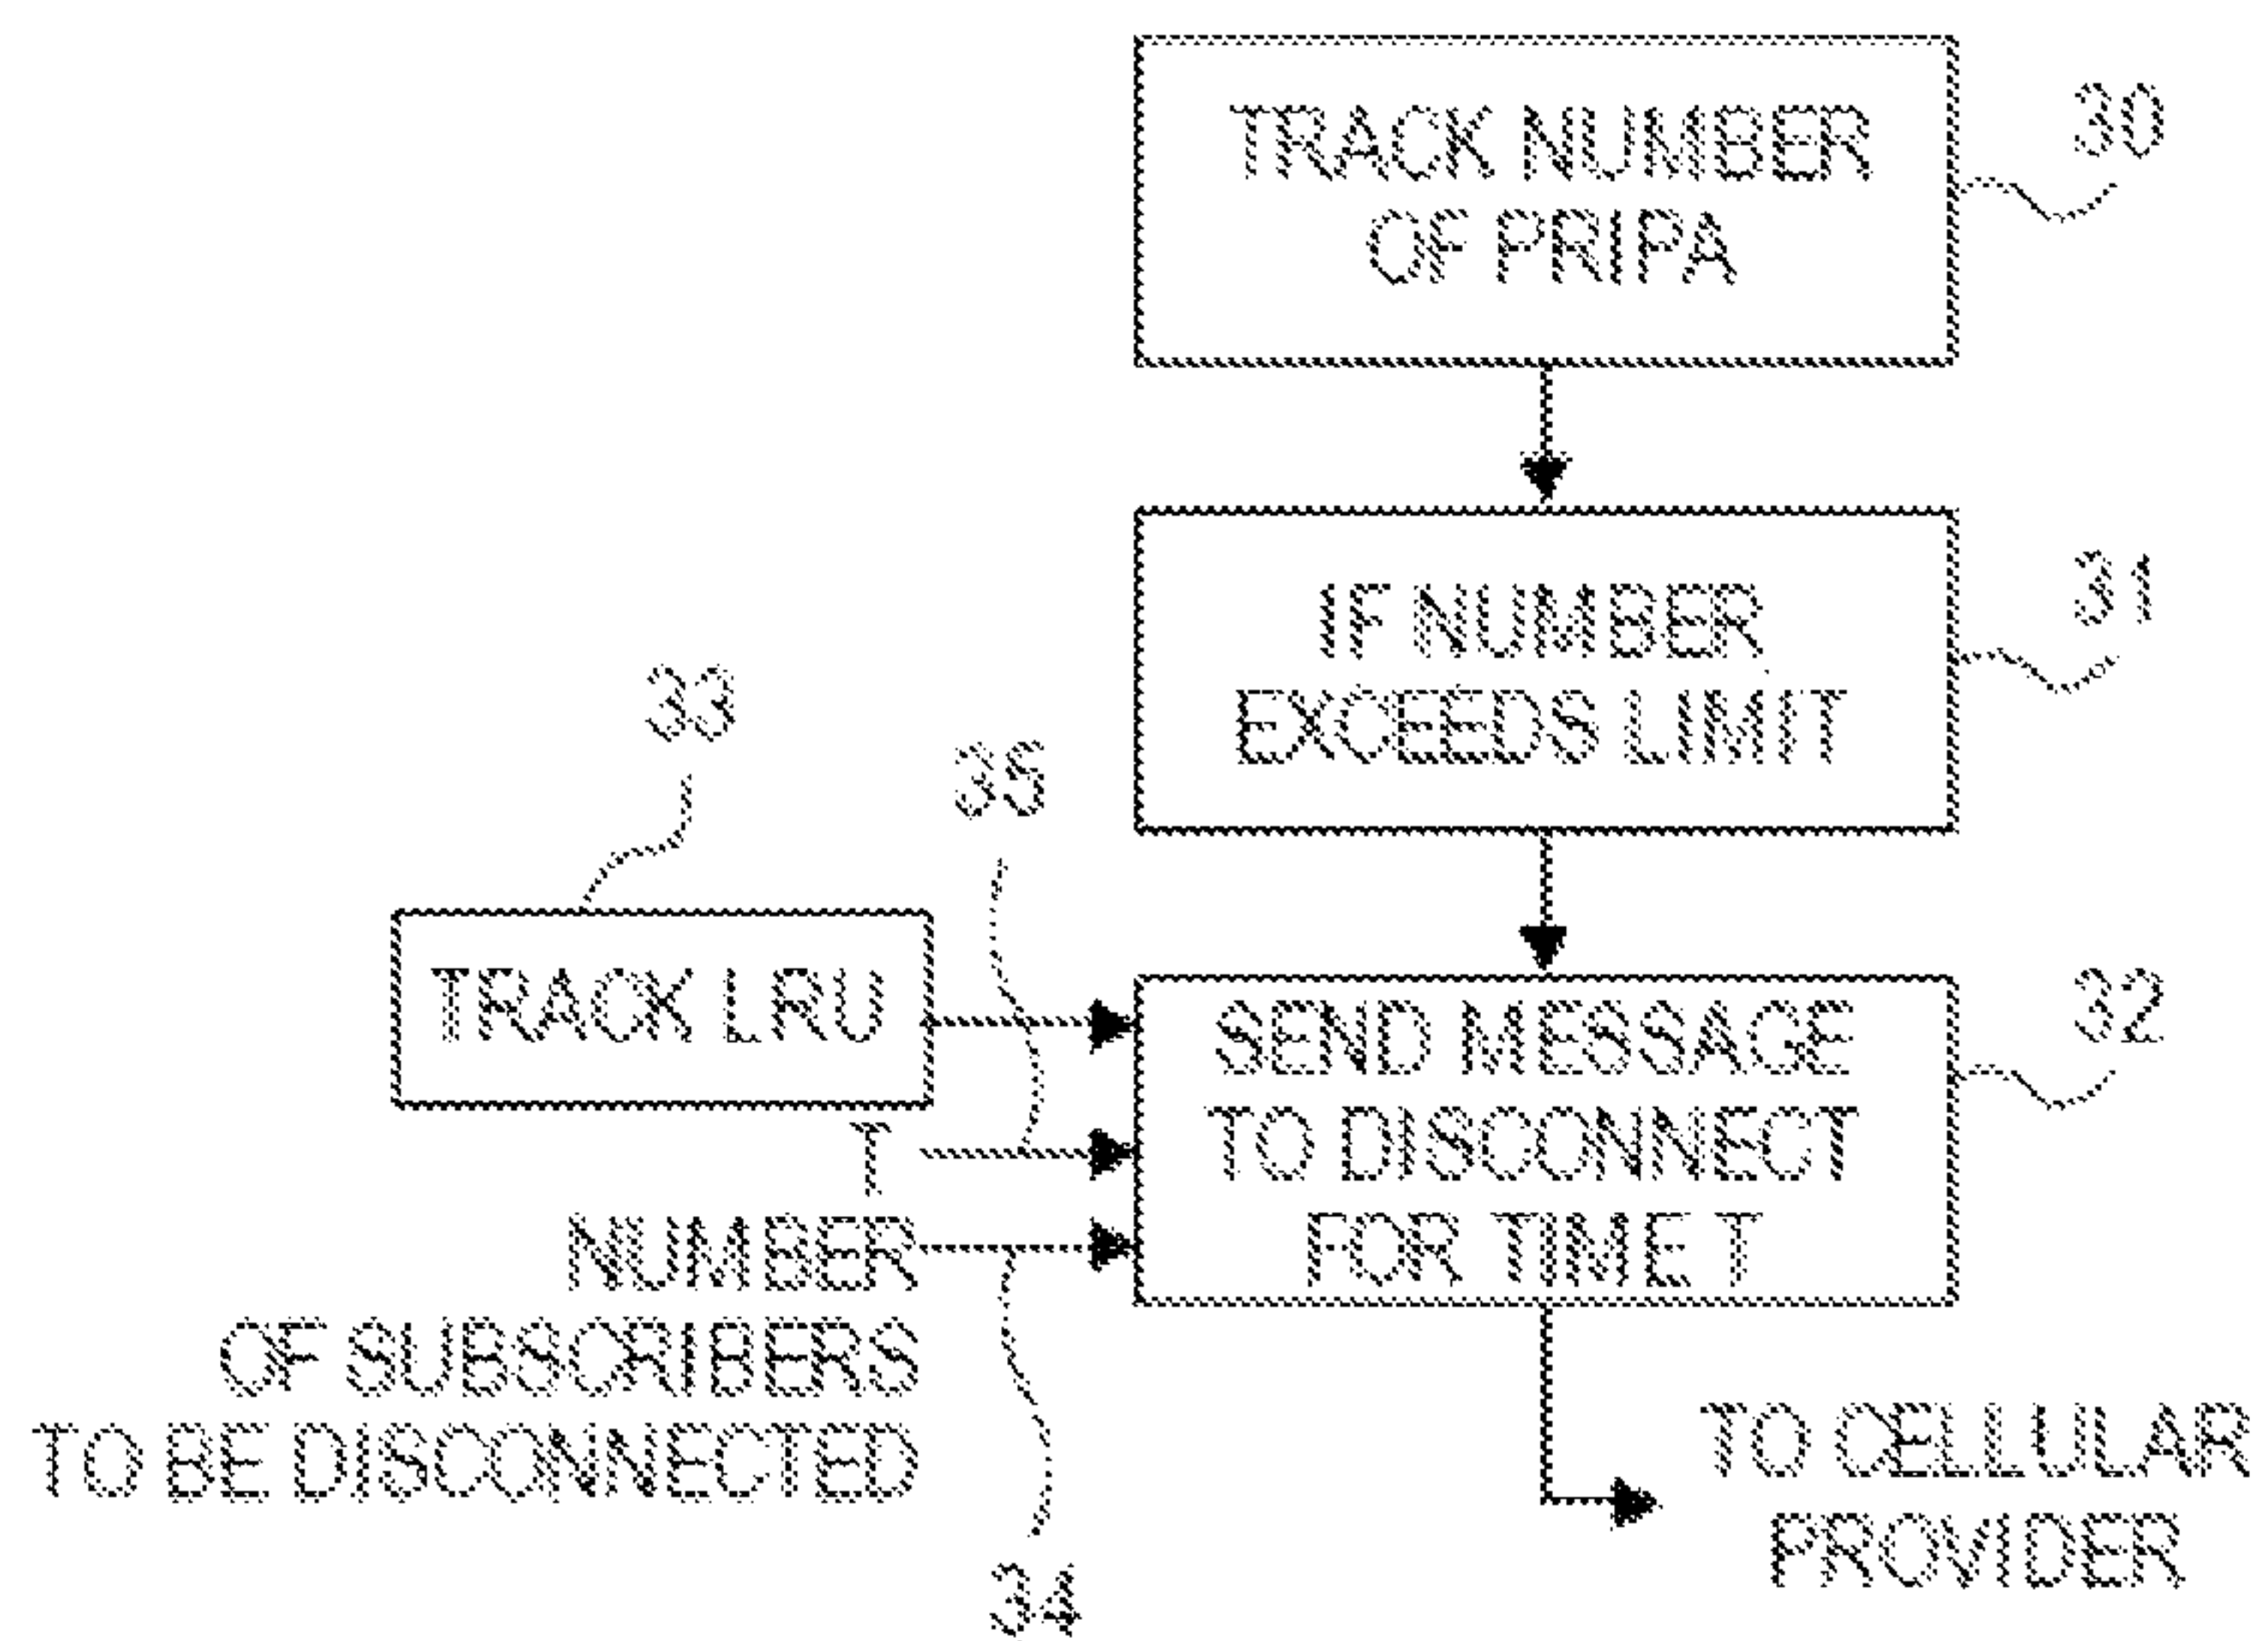 TRACK NUMBER
OF PRIPA
30
IF NUMBER
EXCEEDS LIMIT
31
33
35
TRACK LRU
SEND MESSAGE
TO DISCONNECT
FOR TIME T
32
T
NUMBER
OF SUBSCRIBERS
TO BE DISCONNECTED
34
TO CELLULAR
PROVIDER